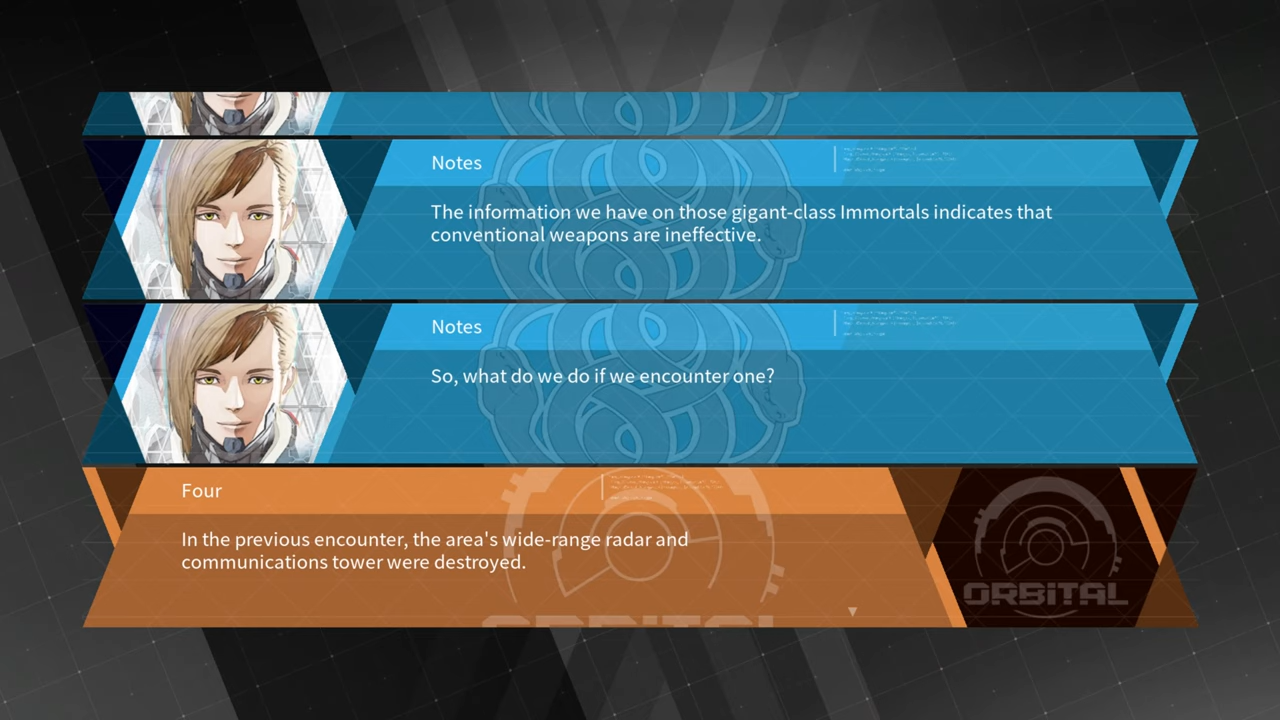 Notes
The information we have on those gigant-class Immortals indicates that
conventional weapons are ineffective.
Notes
So, what do we do if we encounter one?
Four
In the previous encounter, the area's wide-range radar and
communications tower were destroyed.
ORBITAL
ORBITAL